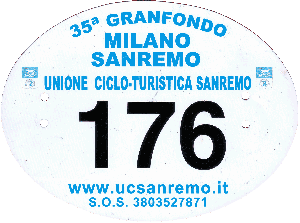 35ª GRANFONDO
MILANO
SANREMO
UNIONE CICLO-TURISTICA SANREMO
176
www.ucsanremo.it
S.O.S. 3803527871